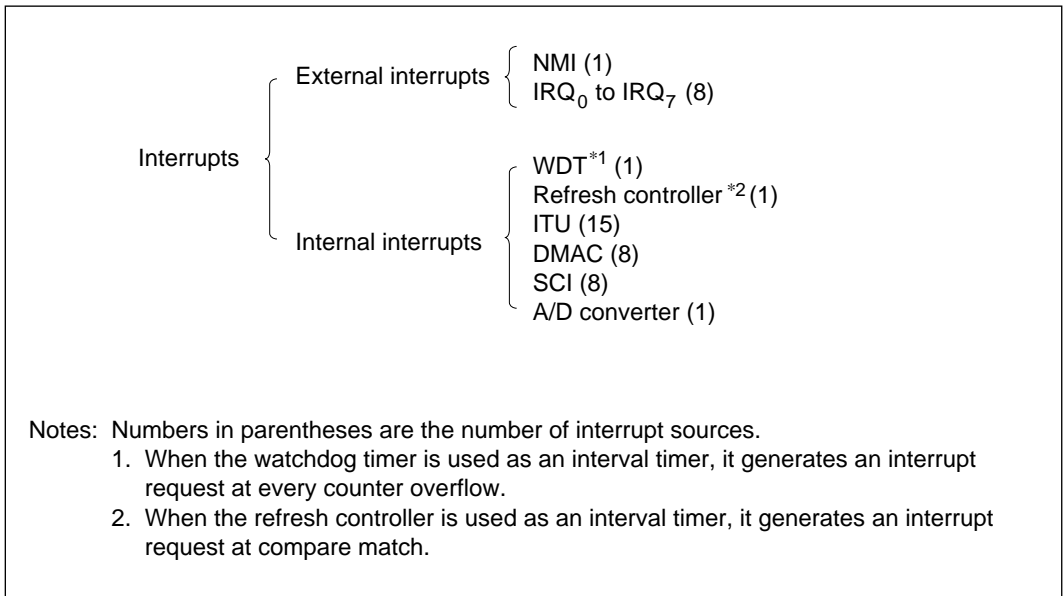 External interrupts
NMI (1)
IRQ0 to IRQ7 (8)
Interrupts
Internal interrupts
WDT*1 (1)
Refresh controller *2 (1)
ITU (15)
DMAC (8)
SCI (8)
A/D converter (1)
Notes: Numbers in parentheses are the number of interrupt sources.
1. When the watchdog timer is used as an interval timer, it generates an interrupt
request at every counter overflow.
2. When the refresh controller is used as an interval timer, it generates an interrupt
request at compare match.